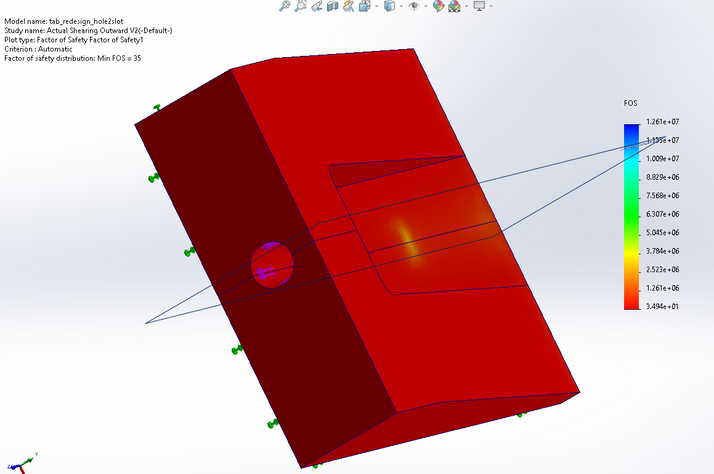 Model name: tab_redesign_hole2slot
Study name: Actual Shearing Outward V2(-Default-)
Plot type: Factor of Safety Factor of Safety1
Criterion : Automatic
Factor of safety distribution: Min FOS = 35
FOS
1.261e+07
1.135e+07
1.009e+07
8.829e+06
7.568e+06
6.307e+06
5.045e+06
3.784e+06
2.523e+06
1.261e+06
3.494e+01